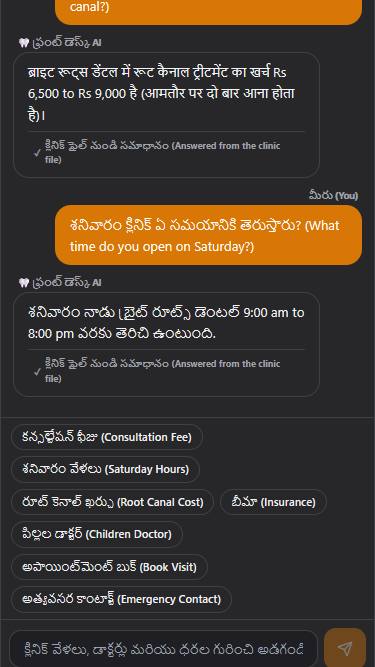 canal?)
🦷 ఫ్రంట్ డెస్క్ AI
ब्राइट रूट्स डेंटल में रूट कैनाल ट्रीटमेंट का खर्च Rs
6,500 to Rs 9,000 है (आमतौर पर दो बार आना होता
है)।
✓ క్లినిక్ ఫైల్ నుండి సమాధానం (Answered from the clinic
file)
మీరు (You)
శనివారం క్లినిక్ ఏ సమయానికి తెరుస్తారు? (What
time do you open on Saturday?)
🦷 ఫ్రంట్ డెస్క్ AI
శనివారం నాడు బ్రైట్ రూట్స్ డెంటల్ 9:00 am to
8:00 pm వరకు తెరిచి ఉంటుంది.
✓ క్లినిక్ ఫైల్ నుండి సమాధానం (Answered from the clinic
file)
కన్సల్టేషన్ ఫీజు (Consultation Fee)
శనివారం వేళలు (Saturday Hours)
రూట్ కెనాల్ ఖర్చు (Root Canal Cost)
బీమా (Insurance)
పిల్లల డాక్టర్ (Children Doctor)
అపాయింట్‌మెంట్ బుక్ (Book Visit)
అత్యవసర కాంటాక్ట్ (Emergency Contact)
క్లినిక్ వేళలు, డాక్టర్లు మరియు ధరల గురించి అడగండి